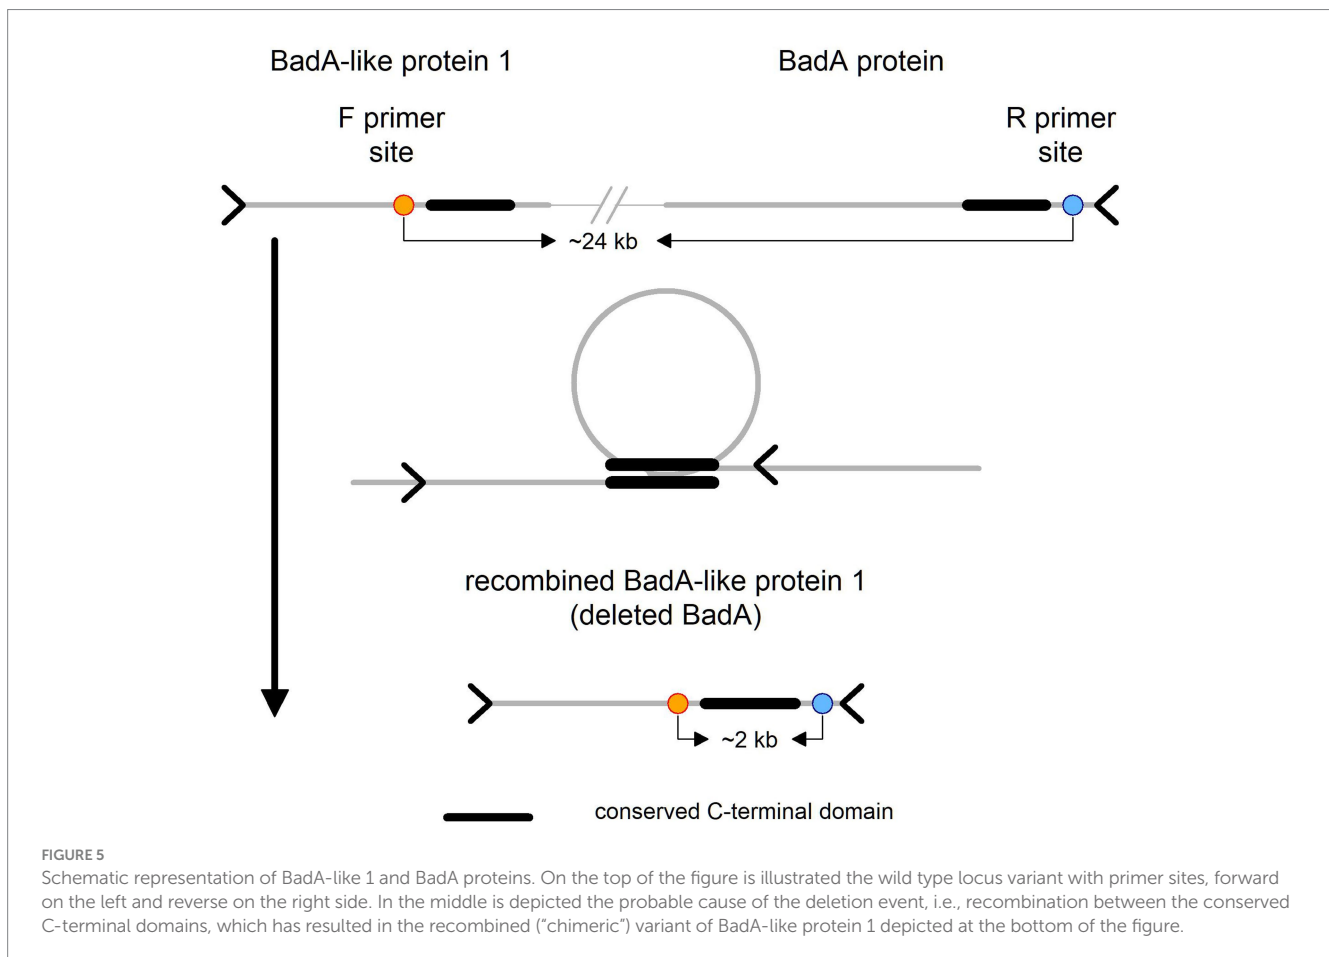 BadA-like protein 1
BadA protein
F primer
site
R primer
site
~24 kb
recombined BadA-like protein 1
(deleted BadA)
~2 kb
conserved C-terminal domain
FIGURE 5
Schematic representation of BadA-like 1 and BadA proteins. On the top of the figure is illustrated the wild type locus variant with primer sites, forward
on the left and reverse on the right side. In the middle is depicted the probable cause of the deletion event, i.e., recombination between the conserved
C-terminal domains, which has resulted in the recombined (“chimeric”) variant of BadA-like protein 1 depicted at the bottom of the figure.